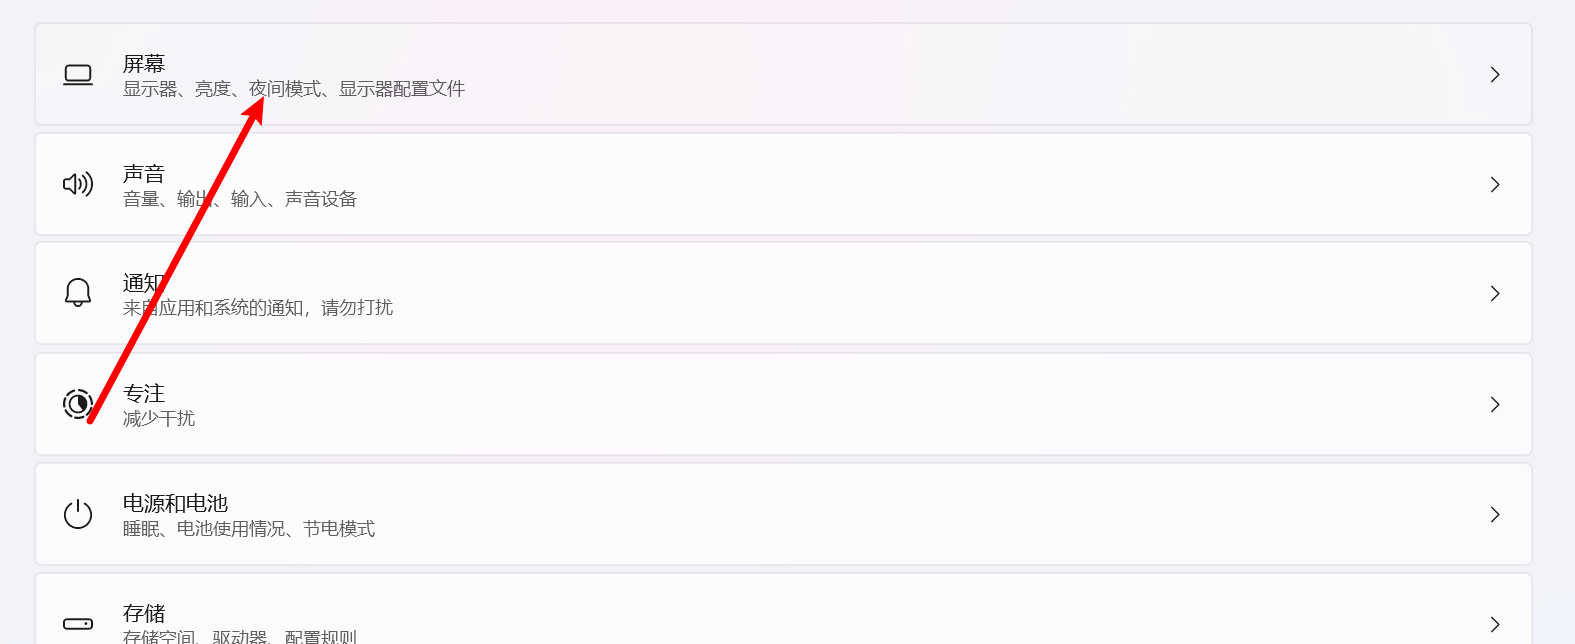 屏幕
显示器、亮度、夜间模式、显示器配置文件
声音
音量、输出、输入、声音设备
通知
来自应用和系统的通知，请勿打扰
专注
减少干扰
电源和电池
睡眠、电池使用情况、节电模式
存储
存储空间、驱动器、配置规则